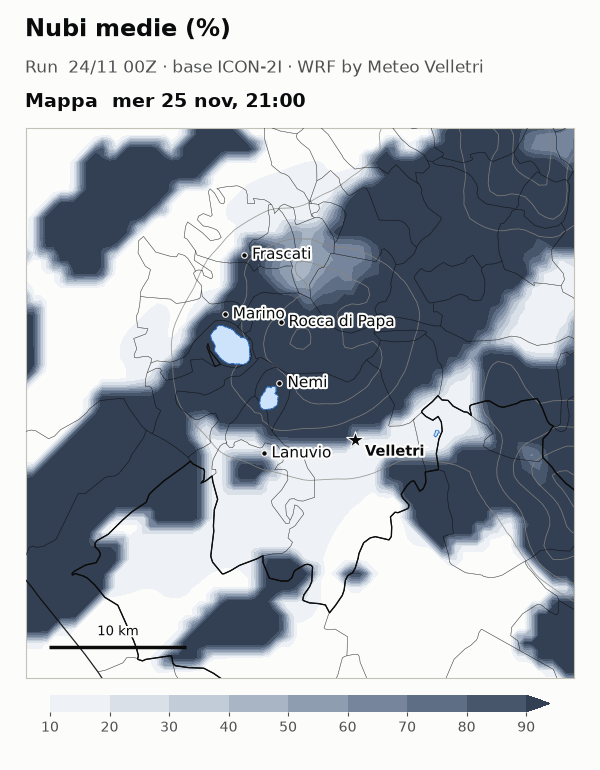 Nubi medie (%)
Run  24/11 00Z · base ICON-2I · WRF by Meteo Velletri
Mappa  mer 25 nov, 21:00
Frascati
Marino
Rocca di Papa
Nemi
Velletri
Lanuvio
10 km
10 20 30 40 50 60 70 80 90